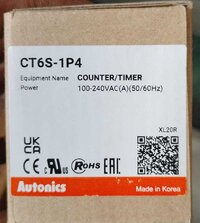 CT6S-1P4
Equipment Name COUNTER/TIMER
Power 100-240VAC(A)(50/60Hz)
XL20R
UK
CA
CE RoHS EAC
Autonics
Made in Korea